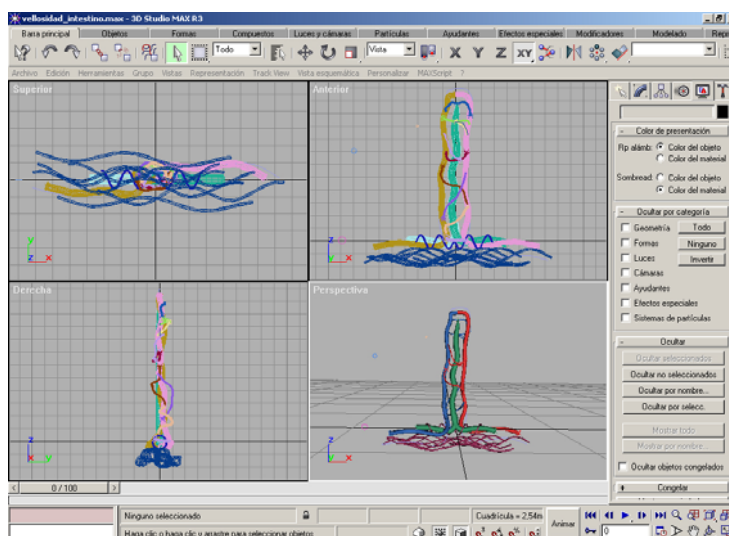 vellosidad_intestino.max - 3D Studio MAX R3
Barra principal Objetos Formas Compuestos Luces y cámaras Partículas Ayudantes Efectos especiales Modificadores Modelado
Todo Vista X Y Z XY
Archivo Edición Herramientas Grupo Vistas Representación Track View Vista esquemática Personalizar MAXScript ?
Superior
Anterior
y
z x
z
y x
Derecha
Perspectiva
z
y x
z
x
- Color de presentación
Rp alámb: Color del objeto
Color del material
Sombread: Color del objeto
Color del material
- Ocultar por categoría
Geometría Todo
Formas Ninguno
Luces Invertir
Cámaras
Ayudantes
Efectos especiales
Sistemas de partículas
- Ocultar
Ocultar seleccionados
Ocultar no seleccionados
Ocultar por nombre...
Ocultar por selecc.
Mostrar todo
Mostrar por nombre...
Ocultar objetos congelados
+ Congelar
< 0 / 100 >
Ninguno seleccionado Cuadrícula = 2,54m Animar
Haga clic o haga clic y arrastre para seleccionar objetos 0